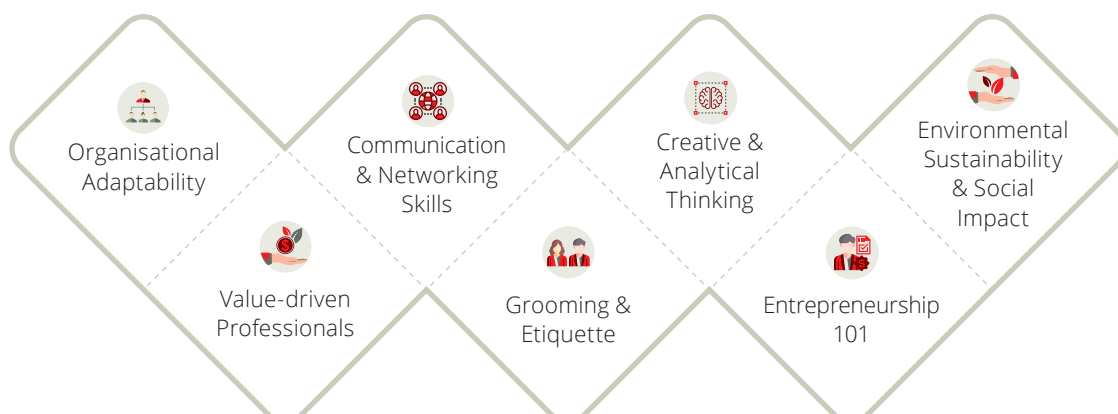 Organisational
Adaptability
Value-driven
Professionals
Communication
& Networking
Skills
Grooming &
Etiquette
Creative &
Analytical
Thinking
Entrepreneurship
101
Environmental
Sustainability
& Social
Impact